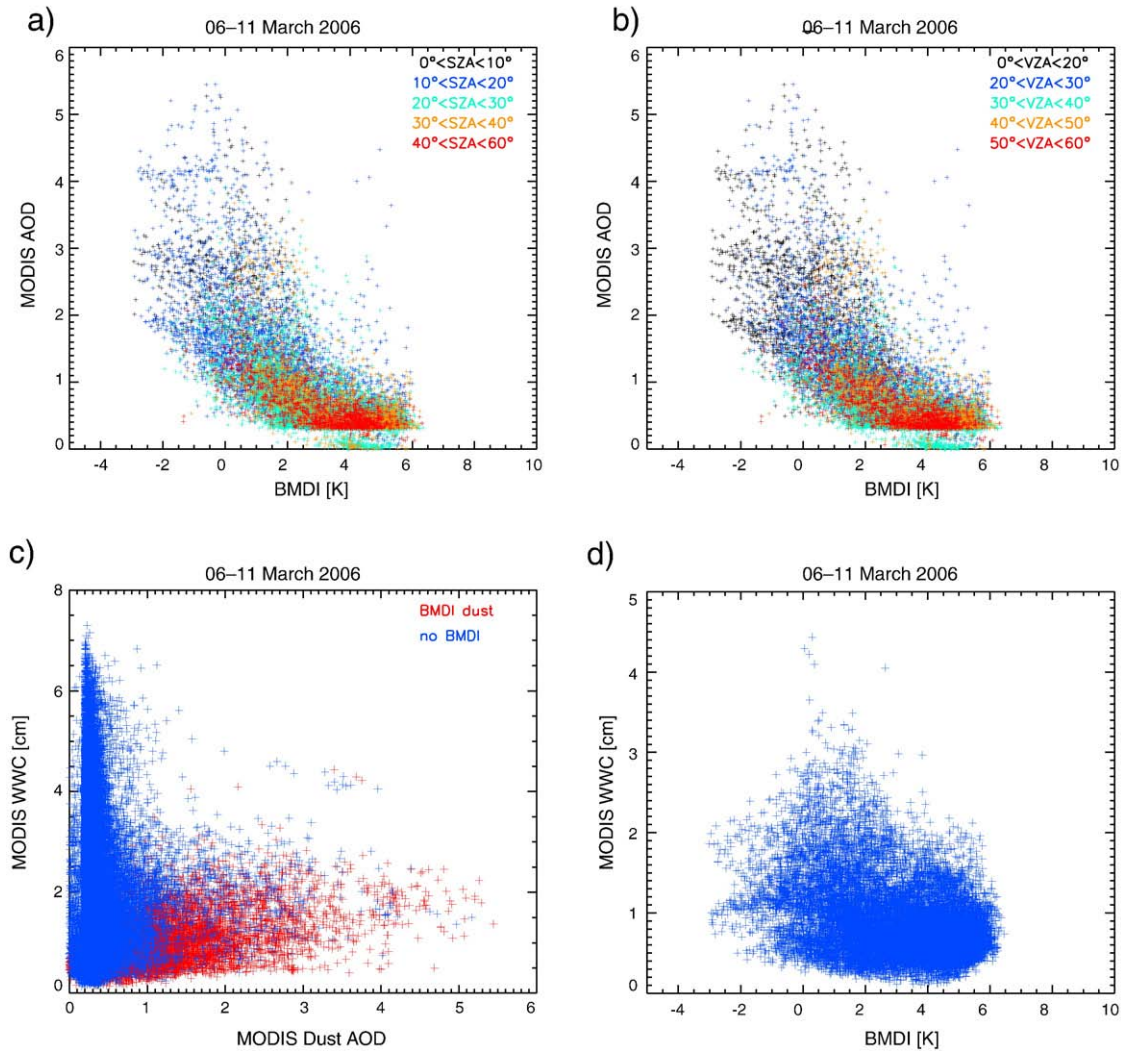 a)
06–11 March 2006
0°<SZA<10°
10°<SZA<20°
20°<SZA<30°
30°<SZA<40°
40°<SZA<60°
6
5
4
3
2
1
0
MODIS AOD
-4 -2 0 2 4 6 8 10
BMDI [K]
b)
06–11 March 2006
0°<VZA<20°
20°<VZA<30°
30°<VZA<40°
40°<VZA<50°
50°<VZA<60°
6
5
4
3
2
1
0
MODIS AOD
-4 -2 0 2 4 6 8 10
BMDI [K]
c)
06–11 March 2006
BMDI dust
no BMDI
8
6
4
2
0
MODIS WWC [cm]
0 1 2 3 4 5 6
MODIS Dust AOD
d)
06–11 March 2006
5
4
3
2
1
0
MODIS WWC [cm]
-4 -2 0 2 4 6 8 10
BMDI [K]